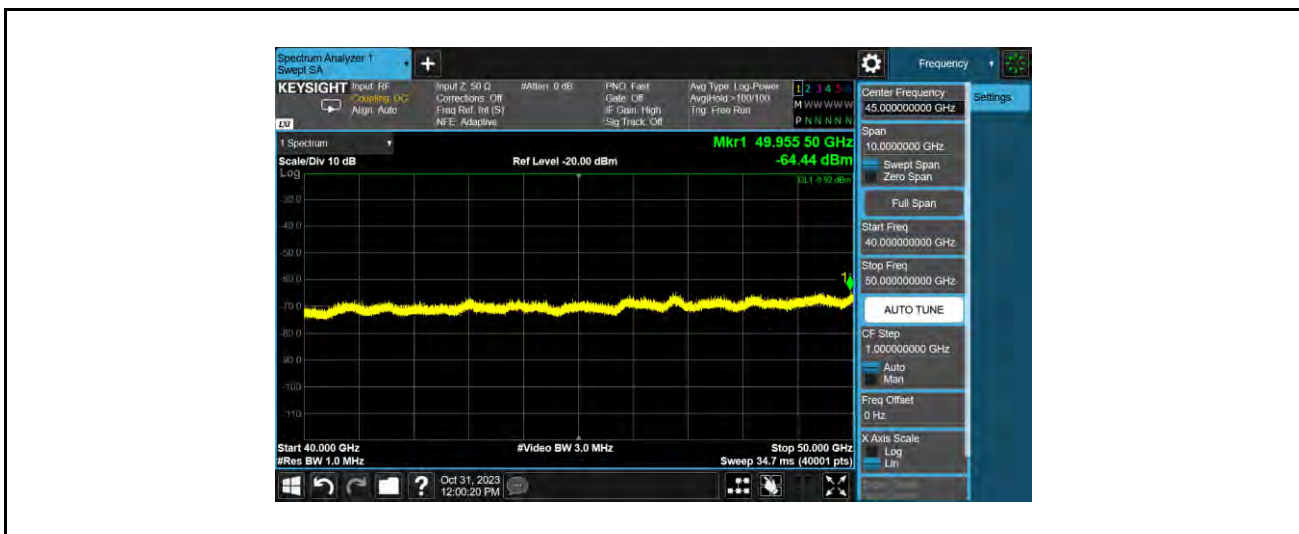 Spectrum Analyzer 1
Swept SA
+
Frequency
KEYSIGHT
Input: RF
Coupling: DC
Align: Auto
LXI
Input Z: 50 Ω
Corrections: Off
Freq Ref: Int (S)
NFE: Adaptive
#Atten: 0 dB
PNO: Fast
Gate: Off
IF Gain: High
Sig Track: Off
Avg Type: Log-Power
Avg|Hold:>100/100
Trig: Free Run
1 2 3 4 5 6
M W W W W W
P N N N N N
1 Spectrum
Scale/Div 10 dB
Log
Ref Level -20.00 dBm
Mkr1 49.955 50 GHz
-64.44 dBm
DL1 -9.92 dBm
-30.0
-40.0
-50.0
-60.0
-70.0
-80.0
-90.0
-100
-110
1
Start 40.000 GHz
#Res BW 1.0 MHz
#Video BW 3.0 MHz
Stop 50.000 GHz
Sweep 34.7 ms (40001 pts)
Center Frequency
45.000000000 GHz
Settings
Span
10.0000000 GHz
Swept Span
Zero Span
Full Span
Start Freq
40.000000000 GHz
Stop Freq
50.000000000 GHz
AUTO TUNE
CF Step
1.000000000 GHz
Auto
Man
Freq Offset
0 Hz
X Axis Scale
Log
Lin
?
Oct 31, 2023
12:00:20 PM